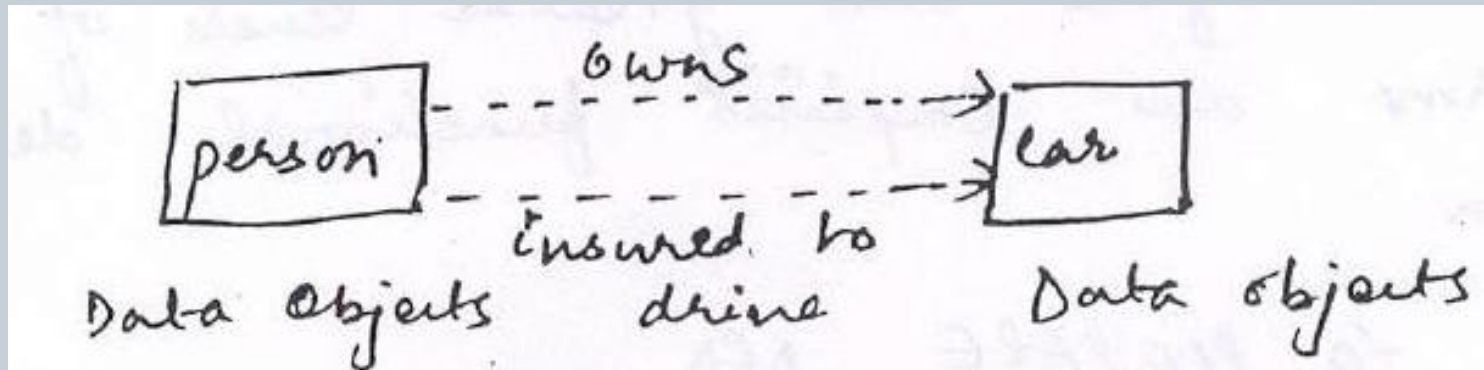 owns
person
car
insured to
drive
Data Objects
Data objects